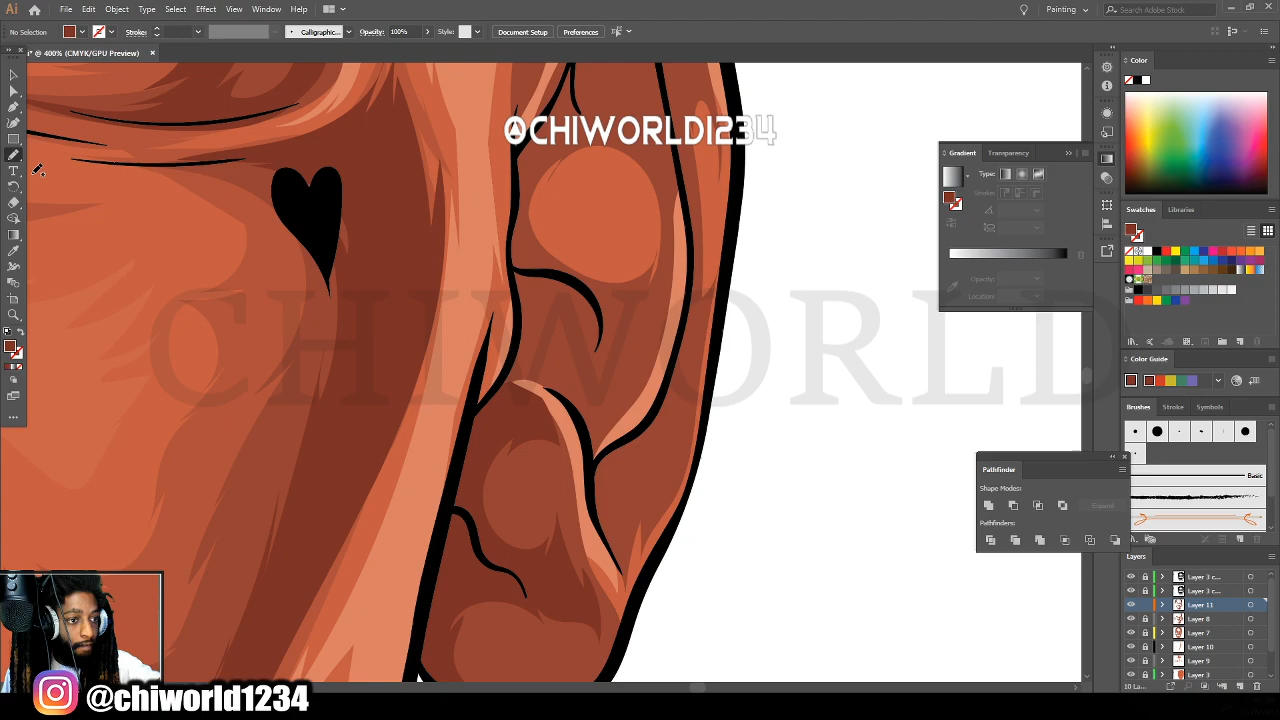 Ai File Edit Object Type Select Effect View Window Help Painting Search Adobe Stock
No Selection Stroke: Calligraphic... Opacity: 100% Style: Document Setup Preferences
* @ 400% (CMYK/GPU Preview)
Color
@CHIWORLD1234
Gradient Transparency
Type:
Stroke:
Opacity:
Location:
Swatches Libraries
CHIWORLD
Color Guide
Brushes Stroke Symbols
Basic
Pathfinder
Shape Modes:
Expand
Pathfinders:
Layers
Layer 3 c...
Layer 3 c...
Layer 11
Layer 8
Layer 7
Layer 10
Layer 9
Layer 3
10 La...
@chiworld1234